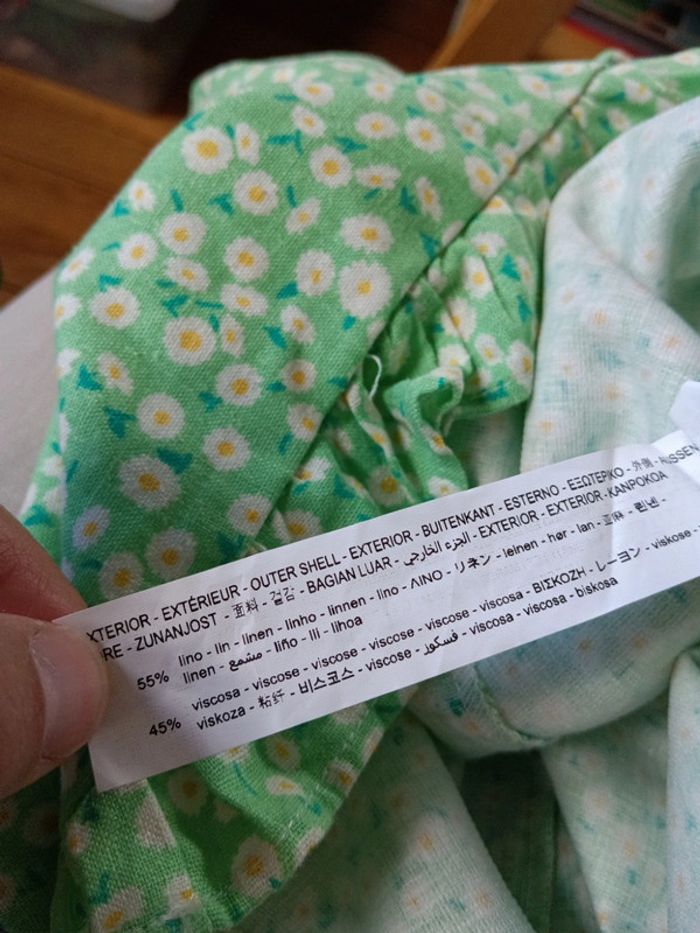 EXTERIOR - EXTÉRIEUR - OUTER SHELL - EXTERIOR - BUITENKANT - ESTERNO - ΕΞΩΤΕΡΙΚΟ - 外側 -
- ZUNANJOST - 面料 - 겉감 - BAGIAN LUAR - الجزء الخارجي - EXTERIOR - EXTERIOR - KANPOKOA
55% lino - lin - linen - linho - linnen - lino - ΛΙΝΟ - リネン - leinen - hør - lan - 亚麻 - 린넨 -
linen - مشمع - liño - lli - lihoa
45% viscosa - viscose - viscose - viscose - viscose - viscosa - ΒΙΣΚΟΖΗ - レーヨン - viskose -
viskoza - 粘纤 - 비스코스 - viscose - فسكوز - viscosa - viscosa - biskosa